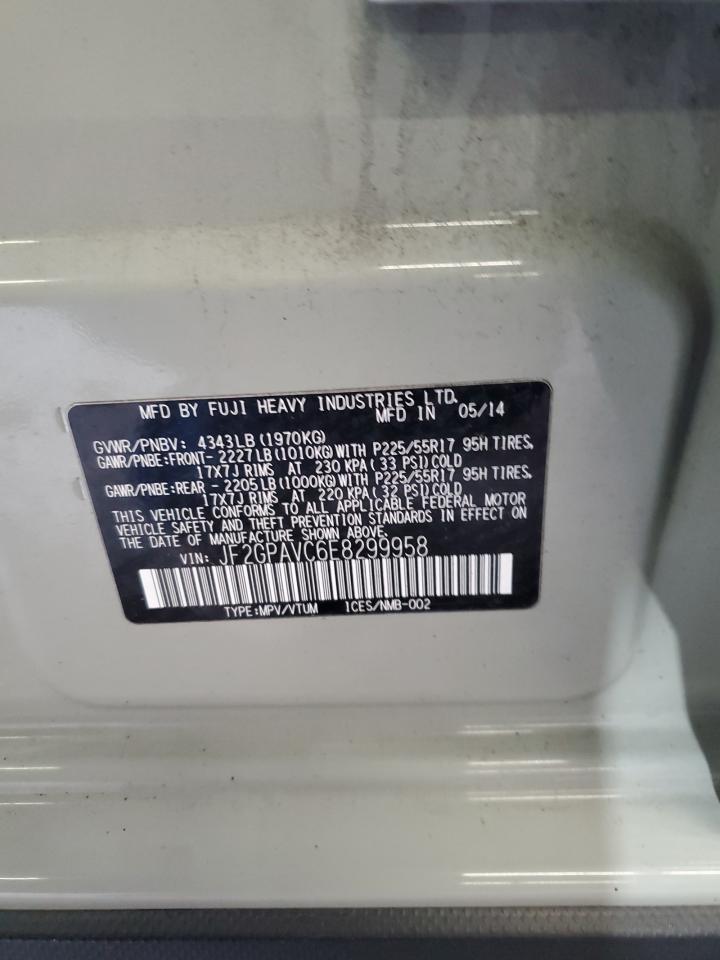 MFD BY FUJI HEAVY INDUSTRIES LTD.
MFD IN 05/14
GVWR/PNBV: 4343LB(1970KG)
GAWR/PNBE:FRONT-2227LB(1010KG)WITH P225/55R17 95H TIRES,
17X7J RIMS AT 230 KPA( 33 PSI)COLD
GAWR/PNBE:REAR -2205LB(1000KG)WITH P225/55R17 95H TIRES,
17X7J RIMS AT 220 KPA( 32 PSI)COLD
THIS VEHICLE CONFORMS TO ALL APPLICABLE FEDERAL MOTOR
VEHICLE SAFETY AND THEFT PREVENTION STANDARDS IN EFFECT ON
THE DATE OF MANUFACTURE SHOWN ABOVE.
VIN: JF2GPAVC6E8299958
TYPE:MPV/VTUM ICES/NMB-002